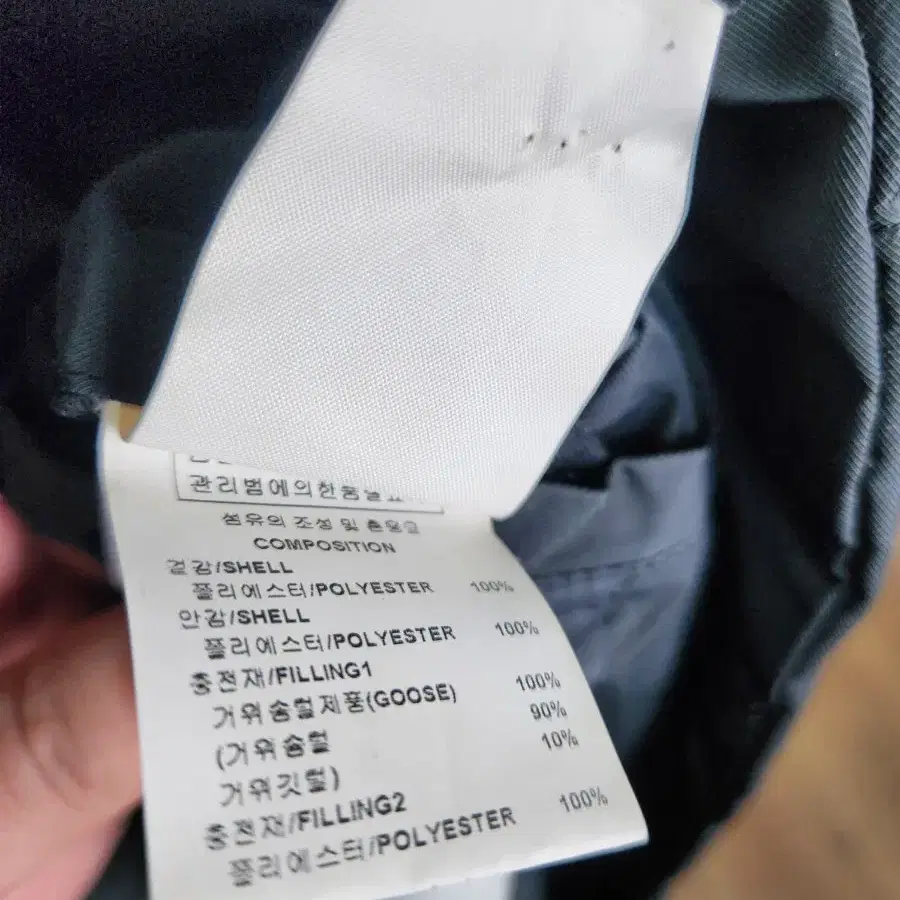 관리법에의한품질표
섬유의 조성 및 혼용율
COMPOSITION
겉감/SHELL
폴리에스터/POLYESTER 100%
안감/SHELL
폴리에스터/POLYESTER 100%
충전재/FILLING1
거위솜털제품(GOOSE) 100%
(거위솜털 90%
거위깃털) 10%
충전재/FILLING2
폴리에스터/POLYESTER 100%